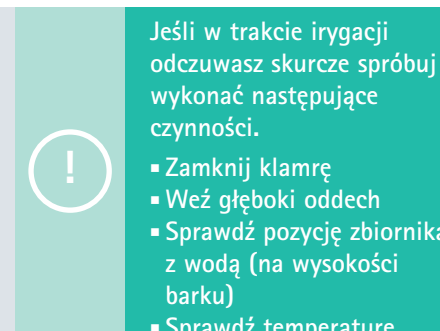 Jeśli w trakcie irygacji
odczuwasz skurcze spróbuj
wykonać następujące
czynności.
!
▪ Zamknij klamrę
▪ Weź głęboki oddech
▪ Sprawdź pozycję zbiornika
z wodą (na wysokości
barku)
▪ Sprawdź